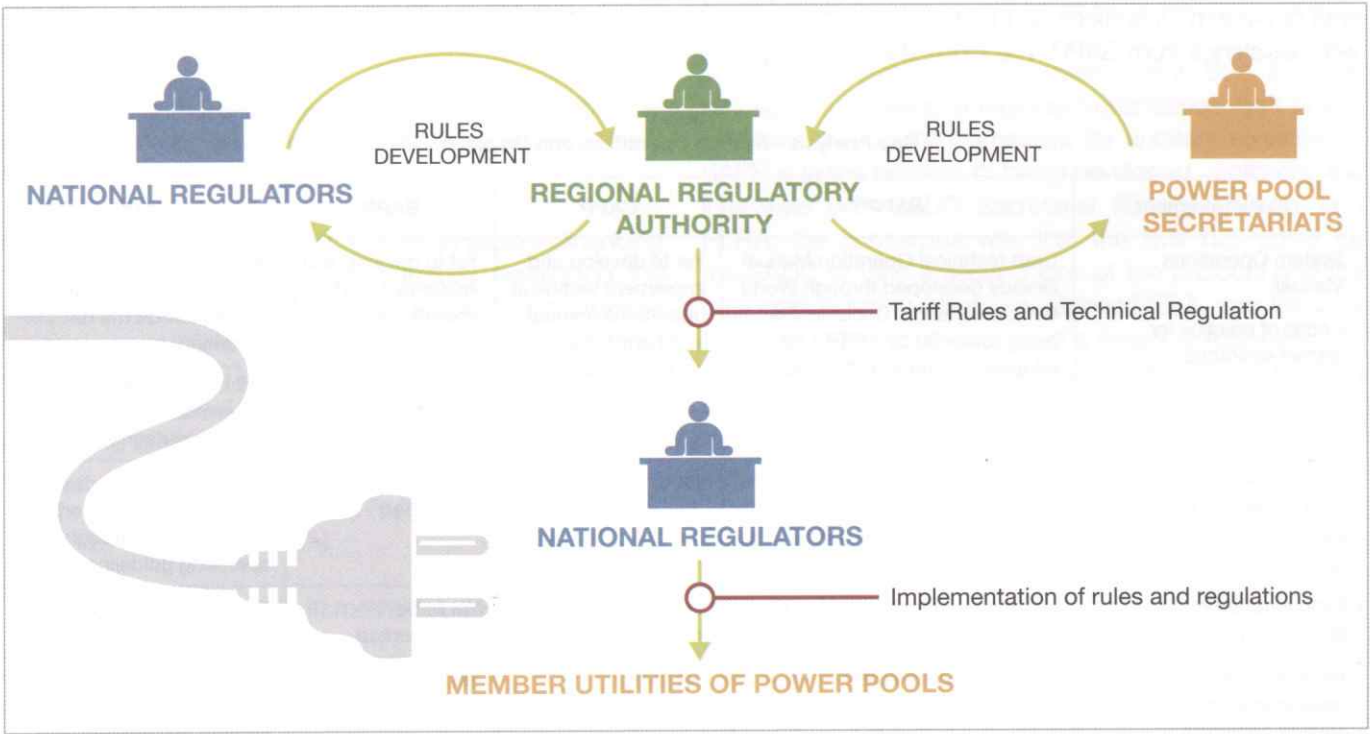 RULES
DEVELOPMENT
RULES
DEVELOPMENT
NATIONAL REGULATORS
REGIONAL REGULATORY
AUTHORITY
POWER POOL
SECRETARIATS
Tariff Rules and Technical Regulation
NATIONAL REGULATORS
Implementation of rules and regulations
MEMBER UTILITIES OF POWER POOLS